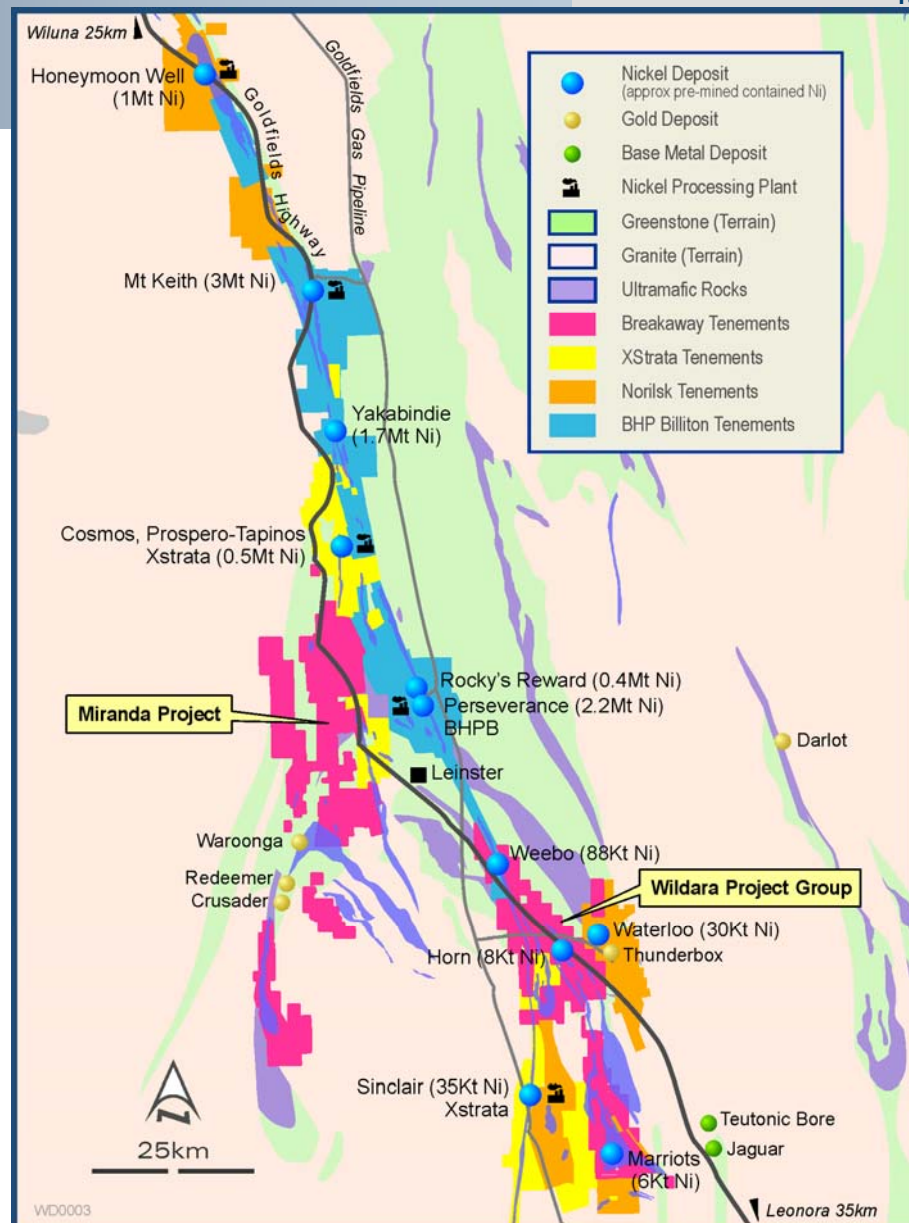 Wiluna 25km
Honeymoon Well
(1Mt Ni)
Goldfields Highway
Goldfields Gas Pipeline
Mt Keith (3Mt Ni)
Yakabindie
(1.7Mt Ni)
Cosmos, Prospero-Tapinos
Xstrata (0.5Mt Ni)
Rocky's Reward (0.4Mt Ni)
Perseverance (2.2Mt Ni)
BHPB
Miranda Project
Leinster
Darlot
Waroonga
Redeemer
Crusader
Weebo (88Kt Ni)
Wildara Project Group
Waterloo (30Kt Ni)
Thunderbox
Horn (8Kt Ni)
Sinclair (35Kt Ni)
Xstrata
Teutonic Bore
Jaguar
Marriots
(6Kt Ni)
Leonora 35km
N
25km
WD0003
Nickel Deposit
(approx pre-mined contained Ni)
Gold Deposit
Base Metal Deposit
Nickel Processing Plant
Greenstone (Terrain)
Granite (Terrain)
Ultramafic Rocks
Breakaway Tenements
XStrata Tenements
Norilsk Tenements
BHP Billiton Tenements